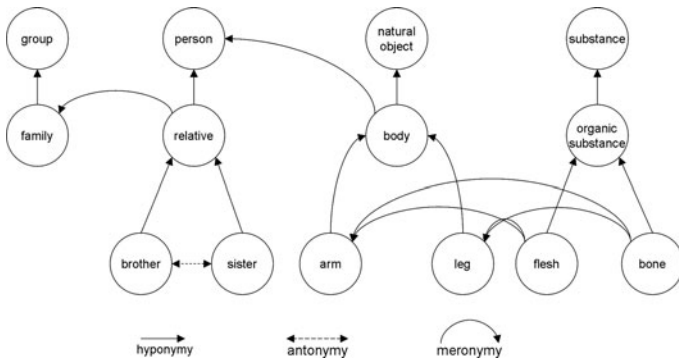 group
person
natural
object
substance
family
relative
body
organic
substance
brother
sister
arm
leg
flesh
bone
hyponymy
antonymy
meronymy